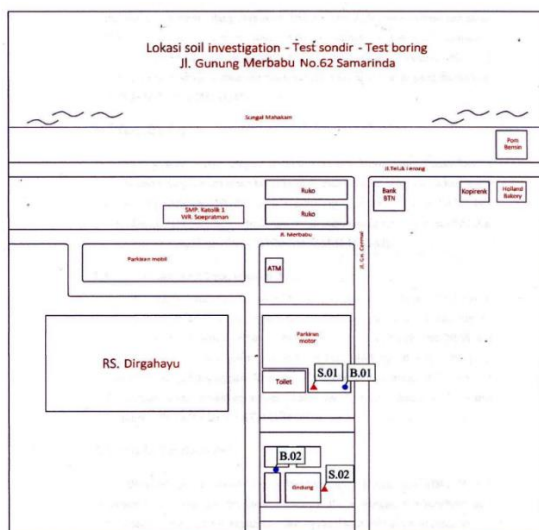 Lokasi soil investigation - Test sondir - Test boring
Jl. Gunung Merbabu No.62 Samarinda
Sungai Mahakam
Pom
Bensin
Jl.Teluk Lerong
Ruko
Bank
BTN
Kopirenk
Holland
Bakery
SMP. Katolik 1
WR. Soepratman
Ruko
Jl. Merbabu
Jl. Gn. Cermai
Parkiran mobil
ATM
Parkiran
motor
RS. Dirgahayu
S.01
B.01
Toilet
B.02
S.02